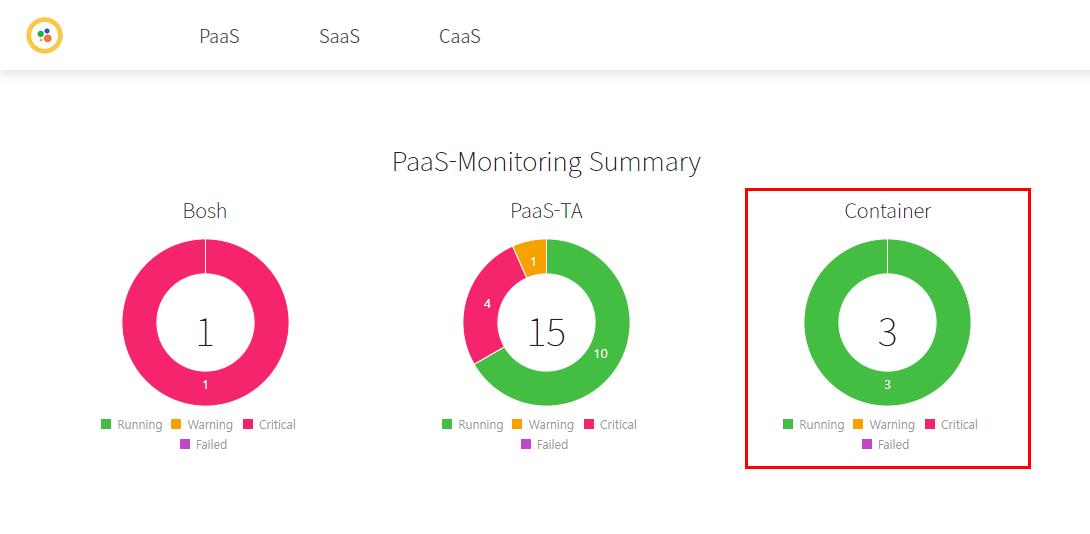 PaaS SaaS CaaS
PaaS-Monitoring Summary
Bosh
1
1
Running Warning Critical
Failed
PaaS-TA
1
4
15
10
Running Warning Critical
Failed
Container
3
3
Running Warning Critical
Failed